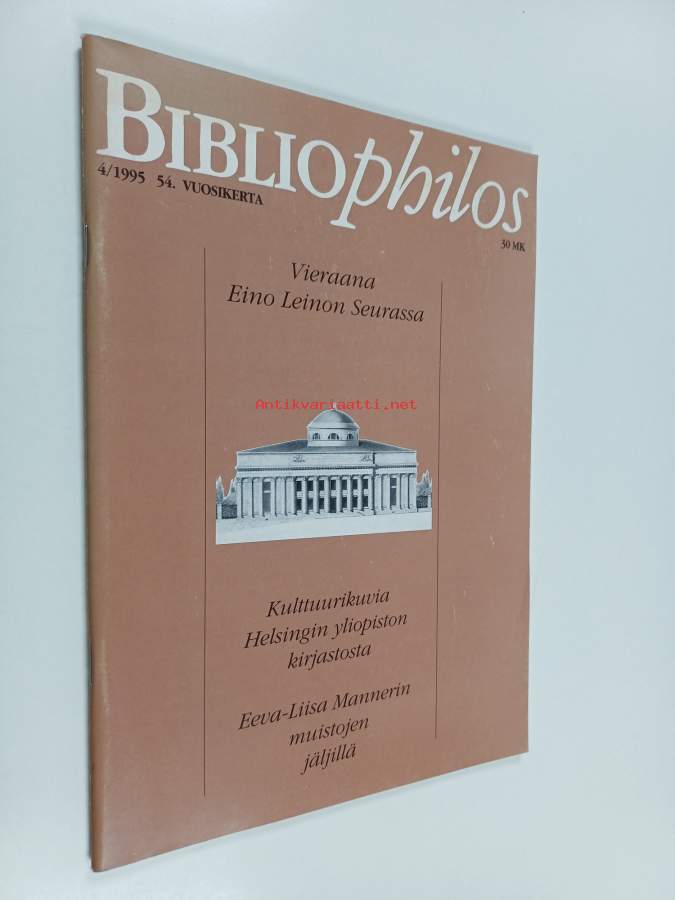 BIBLIOphilos
4/1995 54. VUOSIKERTA
30 MK
Vieraana
Eino Leinon Seurassa
Antikvariaatti.net
Kulttuurikuvia
Helsingin yliopiston
kirjastosta
Eeva-Liisa Mannerin
muistojen
jäljillä